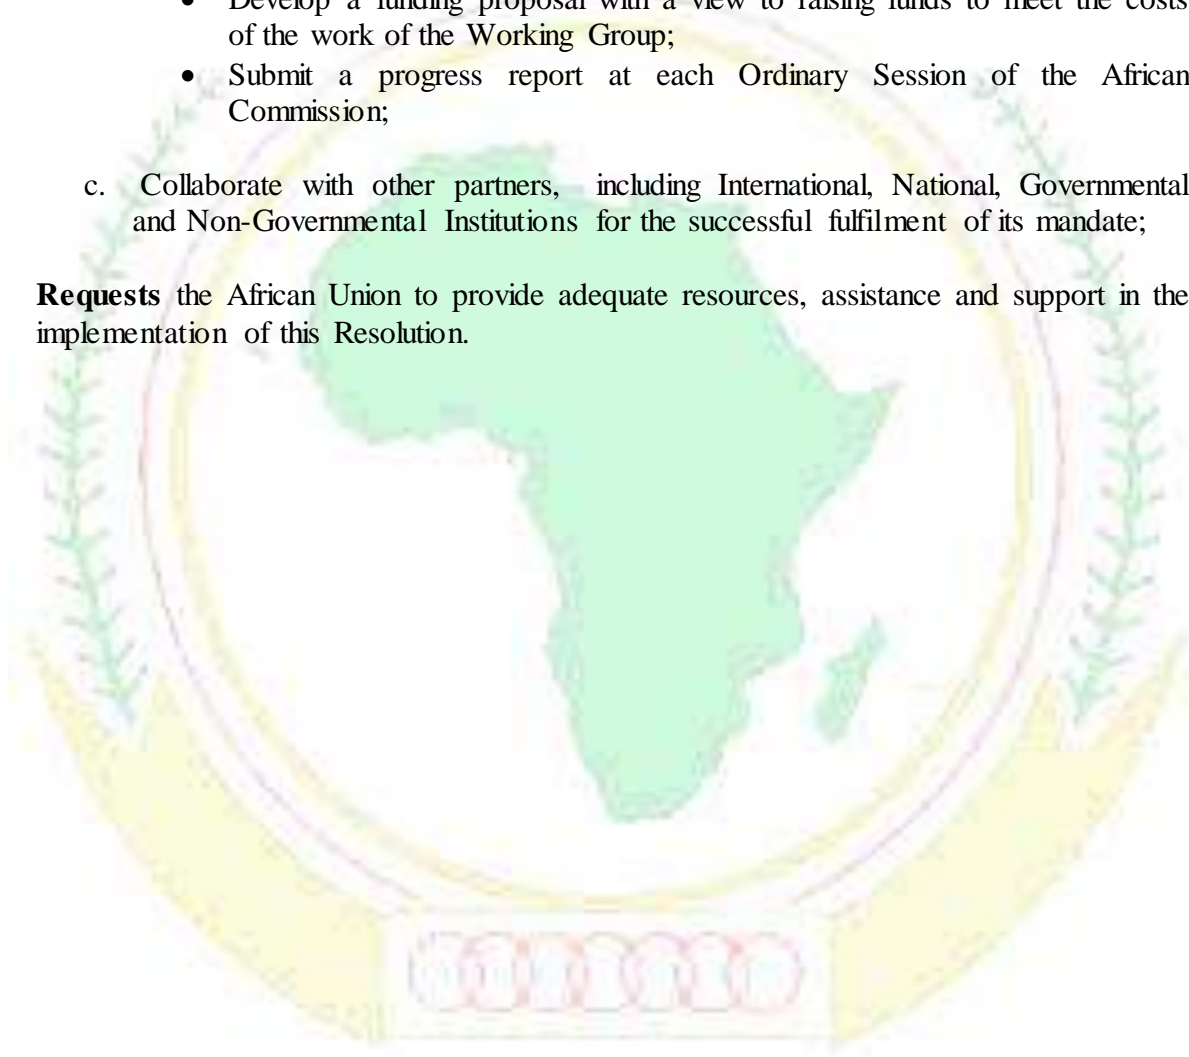 • Develop a funding proposal with a view to raising funds to meet the costs
of the work of the Working Group;
• Submit a progress report at each Ordinary Session of the African
Commission;
c. Collaborate with other partners, including International, National, Governmental
and Non-Governmental Institutions for the successful fulfilment of its mandate;
Requests the African Union to provide adequate resources, assistance and support in the
implementation of this Resolution.